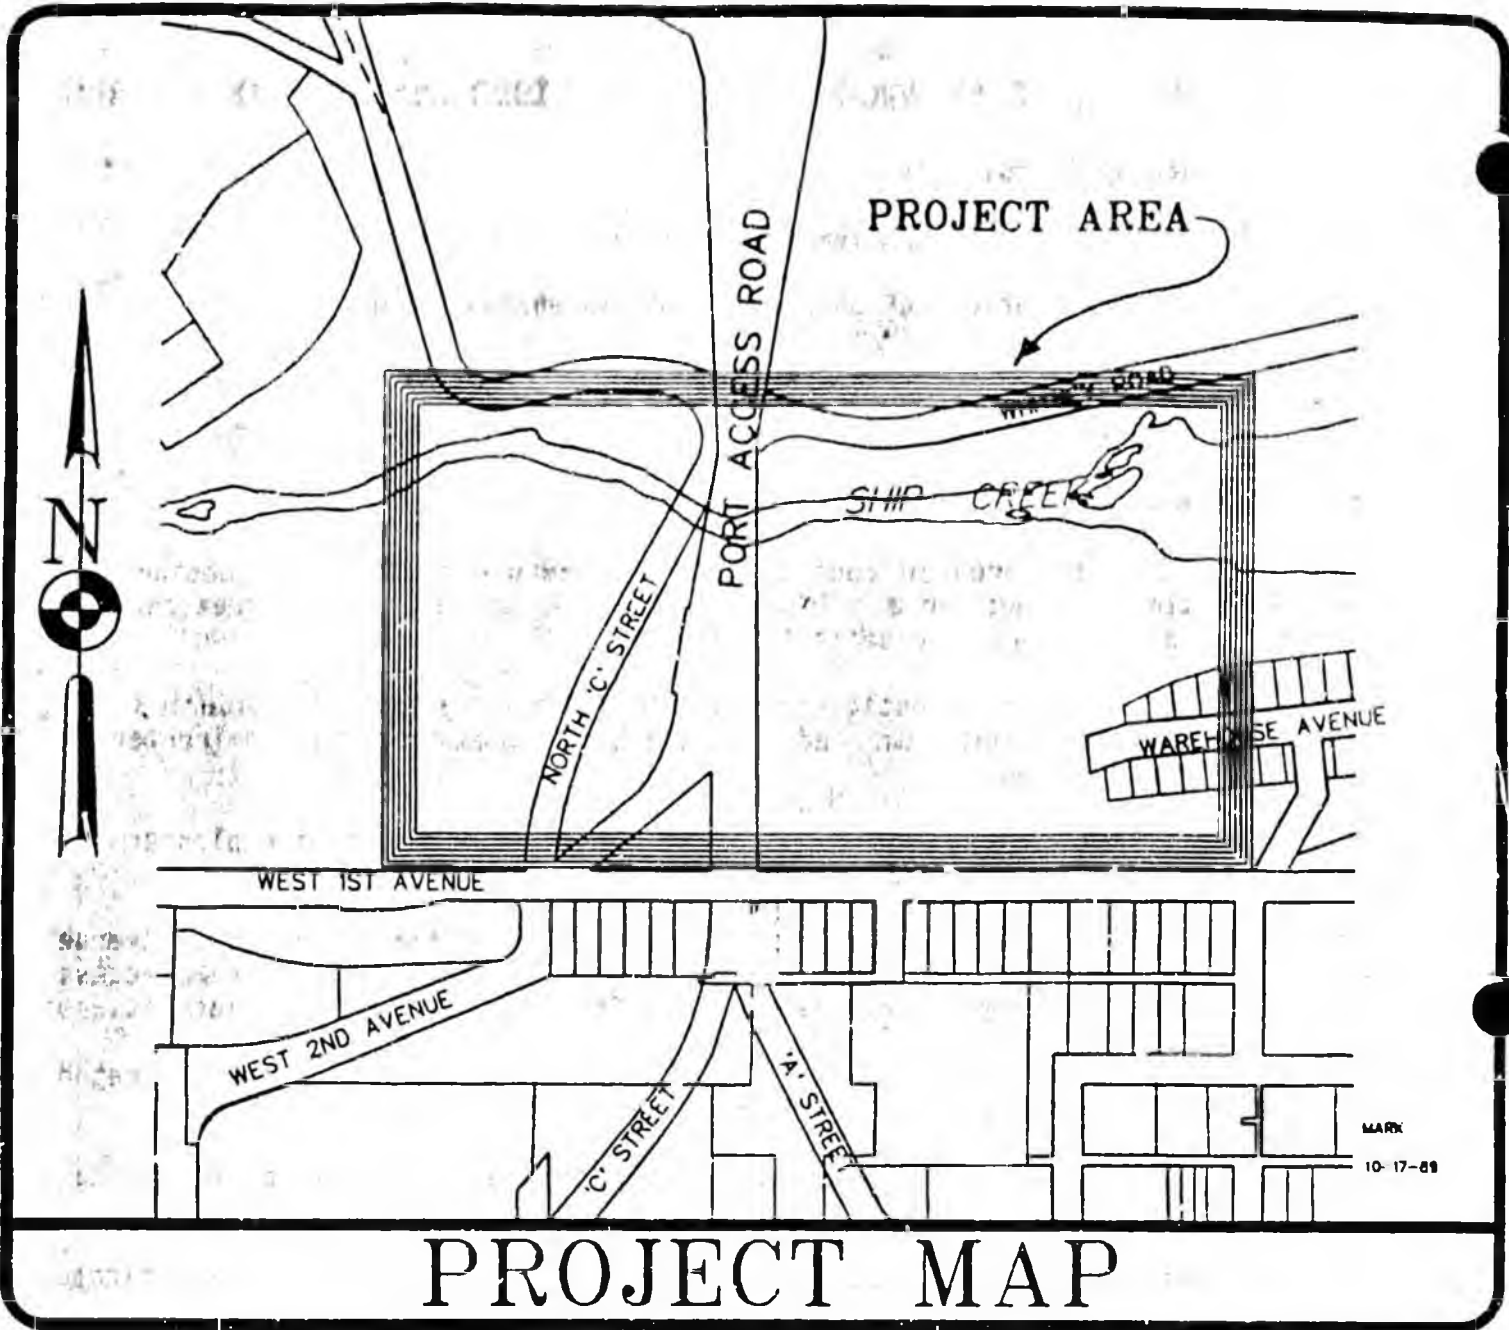 PROJECT AREA
PORT ACCESS ROAD
ROAD
SHIP CREEK
N
NORTH 'C' STREET
WAREHOUSE AVENUE
WEST 1ST AVENUE
WEST 2ND AVENUE
'C' STREET
'A' STREET
MARK
10-17-89
PROJECT MAP